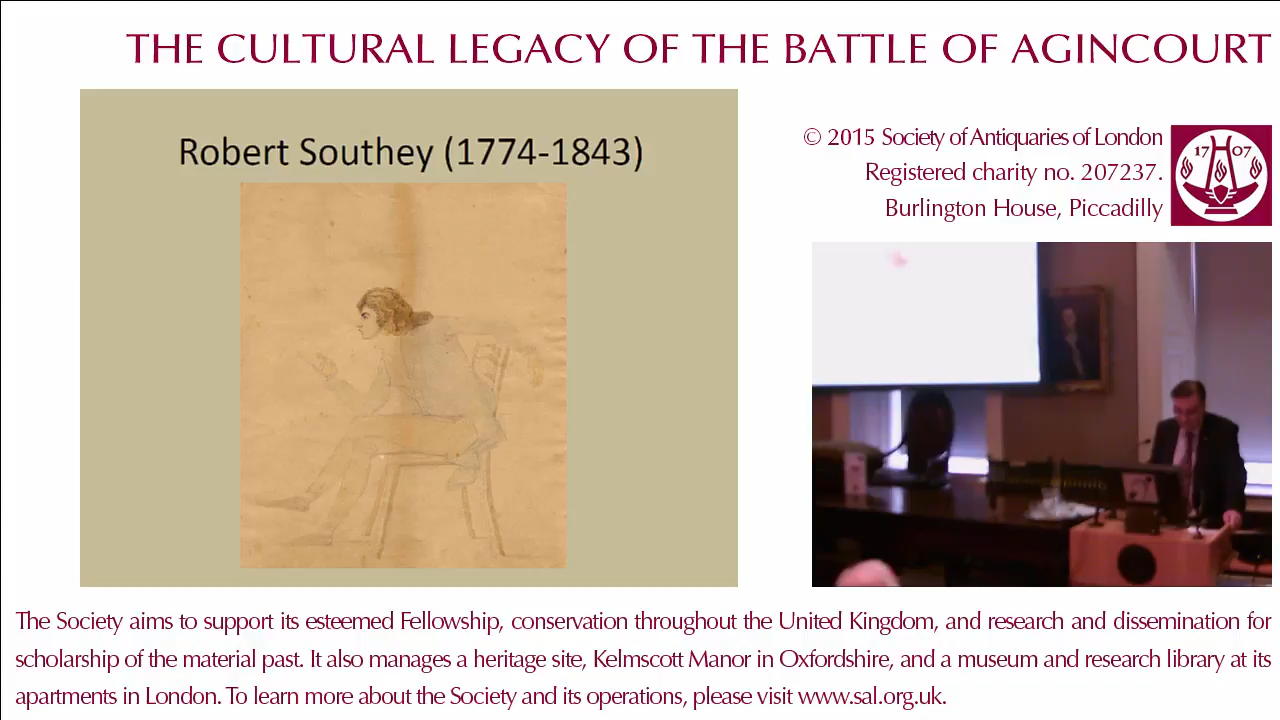 THE CULTURAL LEGACY OF THE BATTLE OF AGINCOURT
Robert Southey (1774-1843)
© 2015 Society of Antiquaries of London
Registered charity no. 207237.
Burlington House, Piccadilly
17 07
The Society aims to support its esteemed Fellowship, conservation throughout the United Kingdom, and research and dissemination for
scholarship of the material past. It also manages a heritage site, Kelmscott Manor in Oxfordshire, and a museum and research library at its
apartments in London. To learn more about the Society and its operations, please visit www.sal.org.uk.